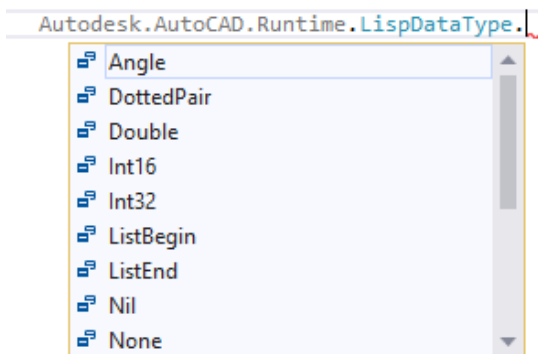 Autodesk.AutoCAD.Runtime.LispDataType.
Angle
DottedPair
Double
Int16
Int32
ListBegin
ListEnd
Nil
None